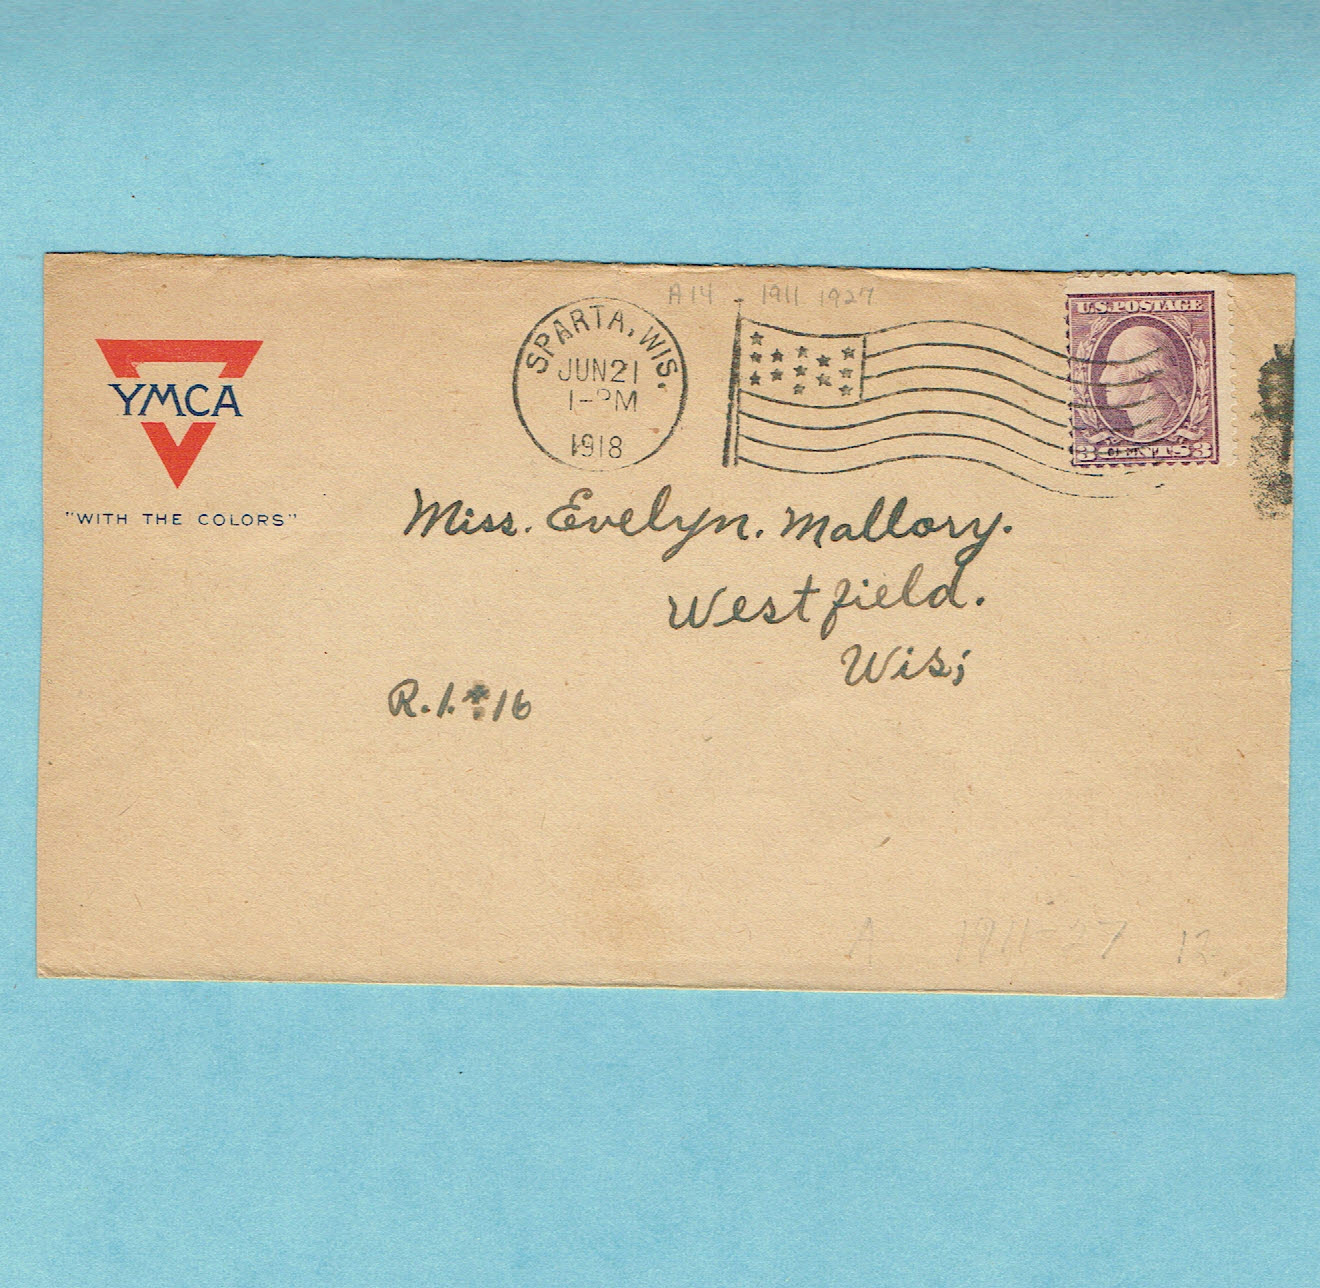 A14 1911 1927
SPARTA, WIS.
JUN 21
1-PM
1918
U.S. POSTAGE
3 CENTS 3
YMCA
"WITH THE COLORS"
Miss. Evelyn. Mallory.
Westfield.
Wis;
R.1.#16
A 1911-27 12